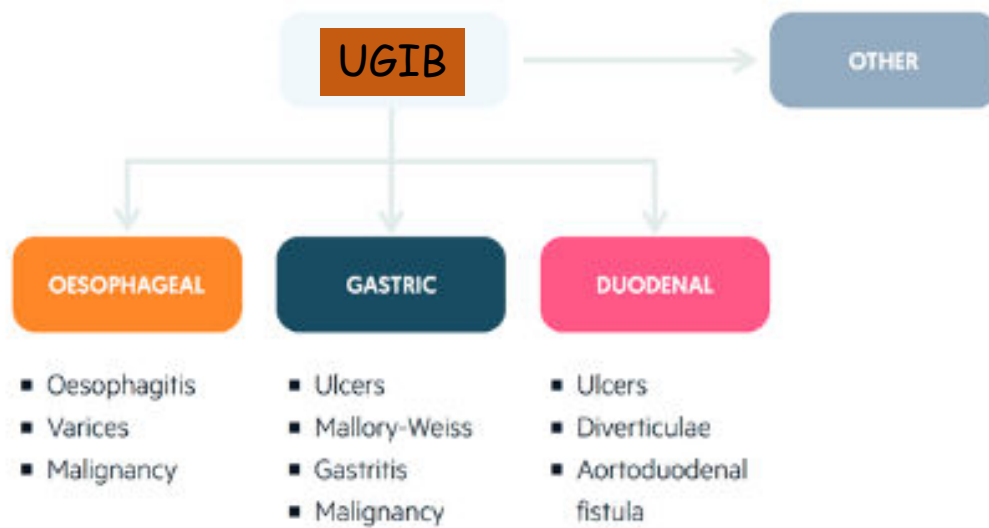 UGIB
OTHER
OESOPHAGEAL
GASTRIC
DUODENAL
▪ Oesophagitis
▪ Varices
▪ Malignancy
▪ Ulcers
▪ Mallory-Weiss
▪ Gastritis
▪ Malignancy
▪ Ulcers
▪ Diverticulae
▪ Aortoduodenal
fistula